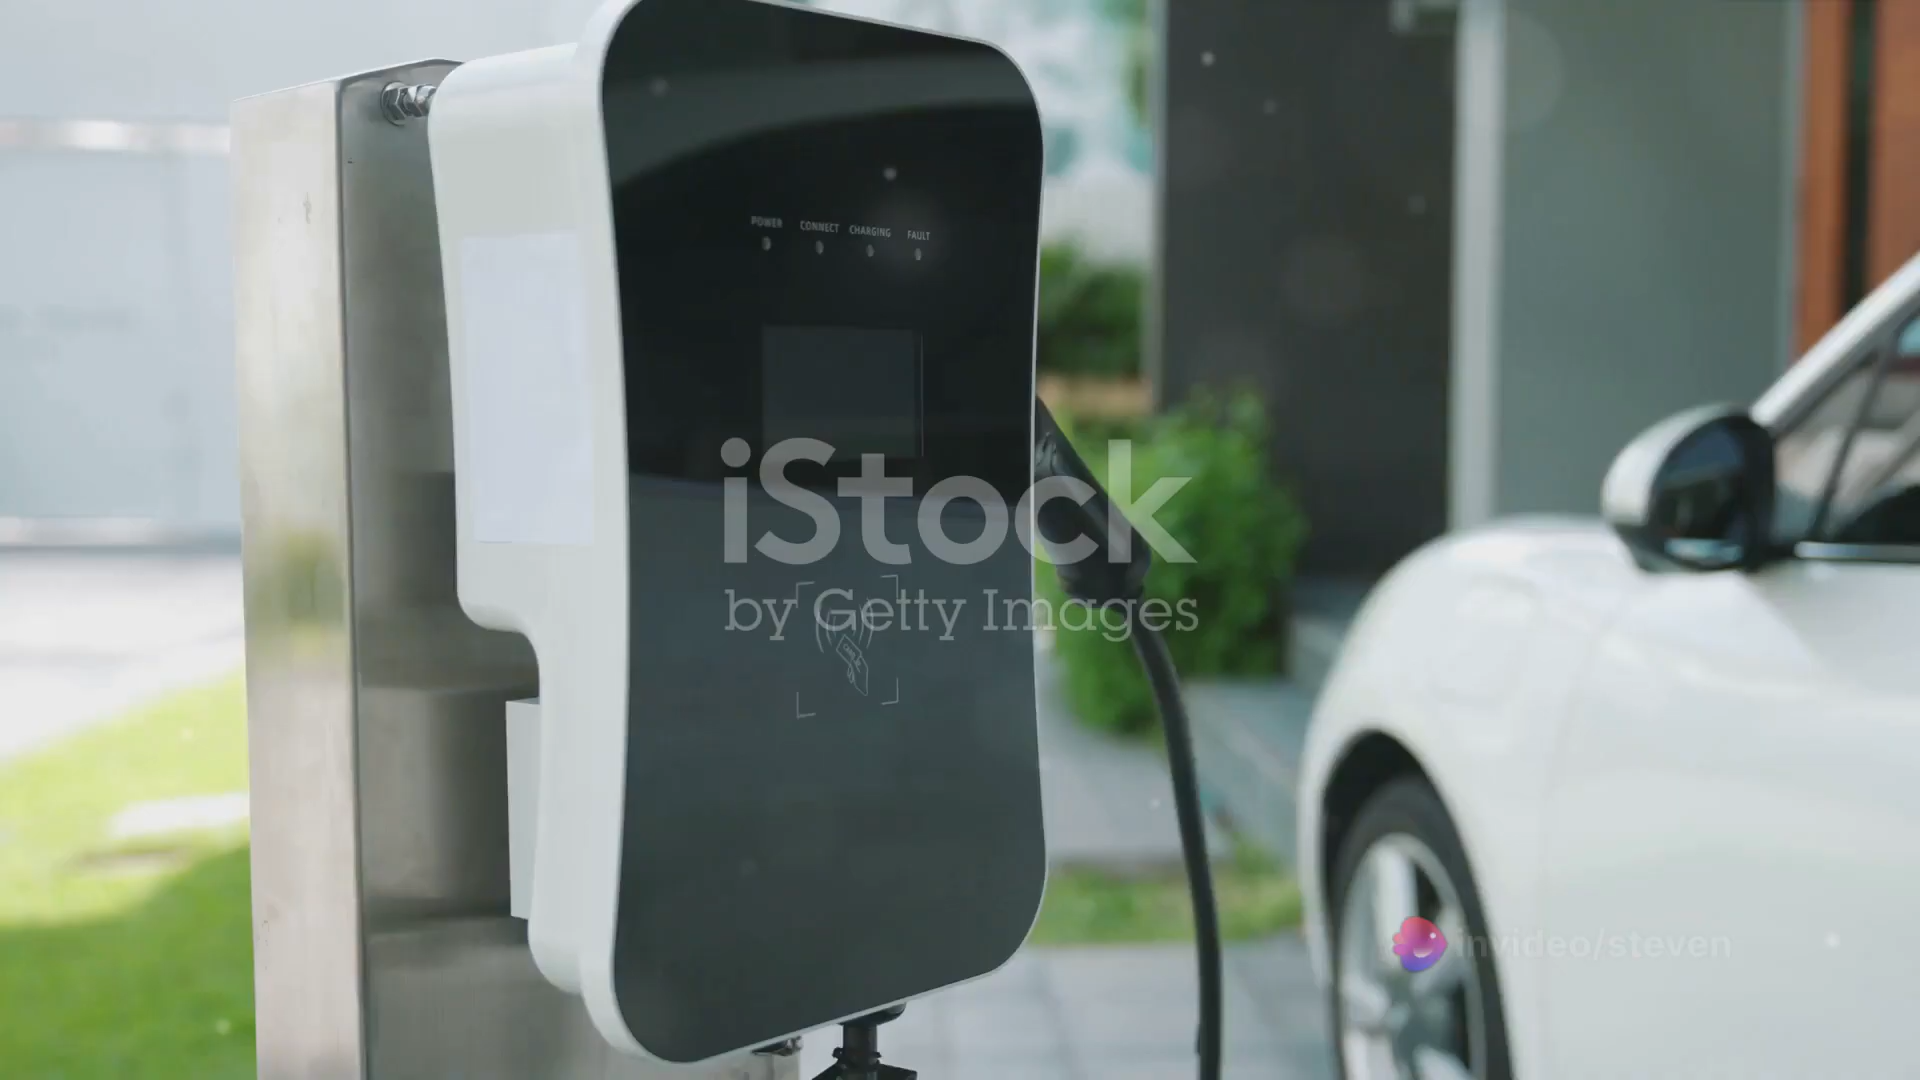 POWER CONNECT CHARGING FAULT
iStock
by Getty Images
invideo/steven